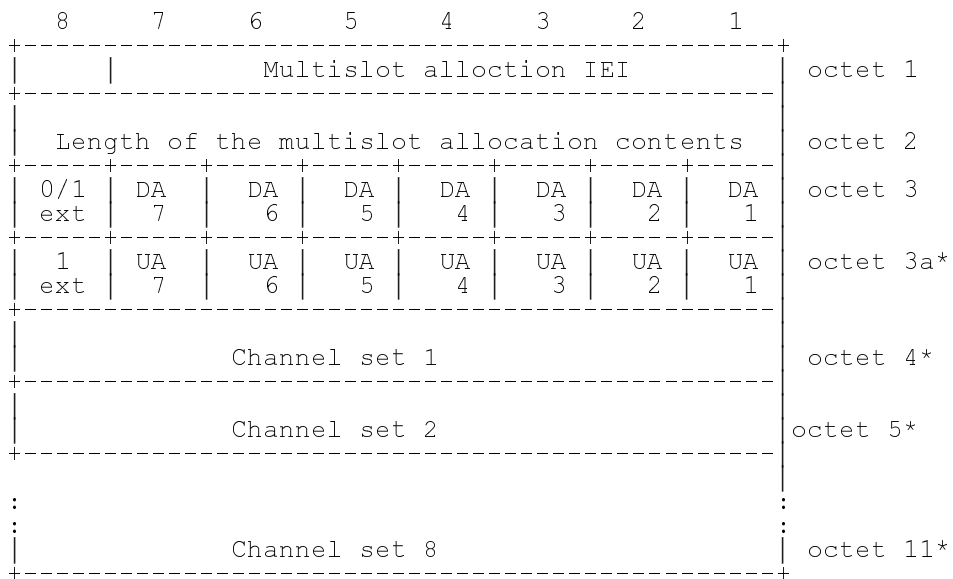 8 7 6 5 4 3 2 1
Multislot alloction IEI octet 1
Length of the multislot allocation contents octet 2
0/1 DA DA DA DA DA DA DA octet 3
ext 7 6 5 4 3 2 1
1 UA UA UA UA UA UA UA octet 3a*
ext 7 6 5 4 3 2 1
Channel set 1 octet 4*
Channel set 2 octet 5*
:
:
Channel set 8 octet 11*